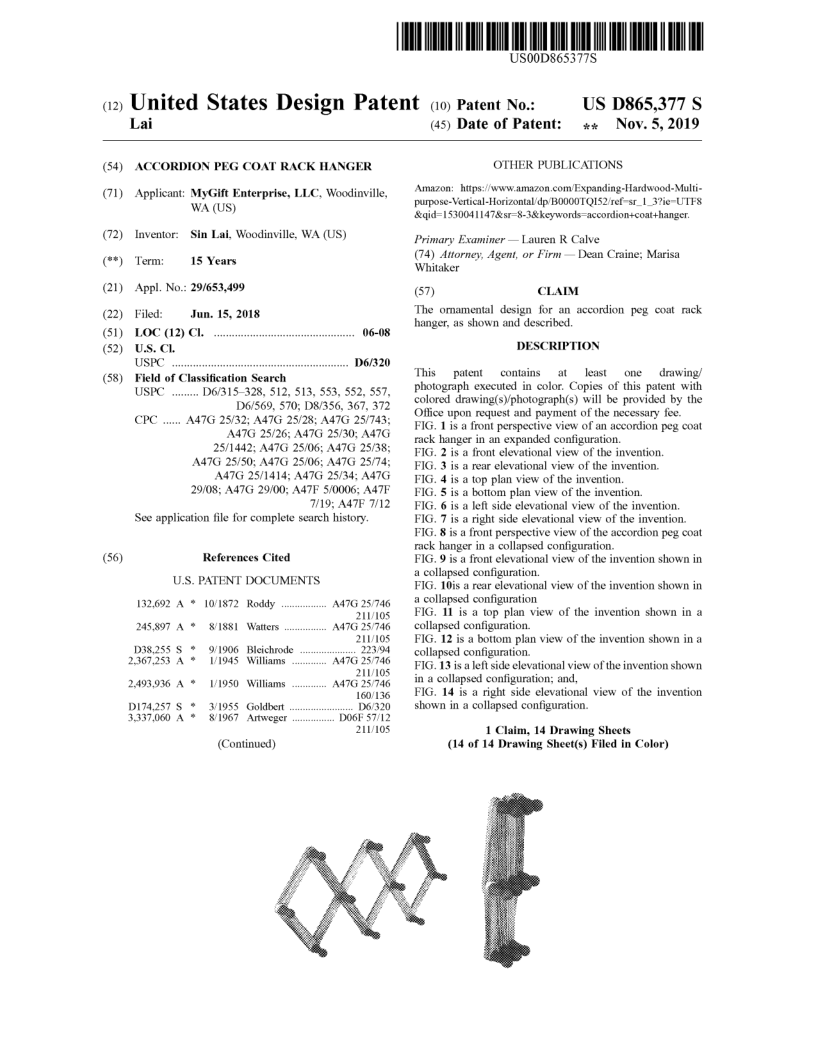 US00D865377S
(12) United States Design Patent
Lai
(10) Patent No.: US D865,377 S
(45) Date of Patent: ** Nov. 5, 2019
(54) ACCORDION PEG COAT RACK HANGER
(71) Applicant: MyGift Enterprise, LLC, Woodinville,
WA (US)
(72) Inventor: Sin Lai, Woodinville, WA (US)
(**) Term: 15 Years
(21) Appl. No.: 29/653,499
(22) Filed: Jun. 15, 2018
(51) LOC (12) Cl. ............................................... 06-08
(52) U.S. Cl.
USPC ........................................................... D6/320
(58) Field of Classification Search
USPC ......... D6/315–328, 512, 513, 553, 552, 557,
D6/569, 570; D8/356, 367, 372
CPC ...... A47G 25/32; A47G 25/28; A47G 25/743;
A47G 25/26; A47G 25/30; A47G
25/1442; A47G 25/06; A47G 25/38;
A47G 25/50; A47G 25/06; A47G 25/74;
A47G 25/1414; A47G 25/34; A47G
29/08; A47G 29/00; A47F 5/0006; A47F
7/19; A47F 7/12
See application file for complete search history.
(56) References Cited
U.S. PATENT DOCUMENTS
132,692 A * 10/1872 Roddy ................ A47G 25/746
211/105
245,897 A * 8/1881 Watters ............... A47G 25/746
211/105
D38,255 S * 9/1906 Bleichrode .................... 223/94
2,367,253 A * 1/1945 Williams ............ A47G 25/746
211/105
2,493,936 A * 1/1950 Williams ............ A47G 25/746
160/136
D174,257 S * 3/1955 Goldbert ....................... D6/320
3,337,060 A * 8/1967 Artweger ............... D06F 57/12
211/105
(Continued)
OTHER PUBLICATIONS
Amazon: https://www.amazon.com/Expanding-Hardwood-Multi-
purpose-Vertical-Horizontal/dp/B0000TQI52/ref=sr_1_3?ie=UTF8
&qid=1530041147&sr=8-3&keywords=accordion+coat+hanger.
Primary Examiner — Lauren R Calve
(74) Attorney, Agent, or Firm — Dean Craine; Marisa
Whitaker
(57) CLAIM
The ornamental design for an accordion peg coat rack
hanger, as shown and described.
DESCRIPTION
This patent contains at least one drawing/
photograph executed in color. Copies of this patent with
colored drawing(s)/photograph(s) will be provided by the
Office upon request and payment of the necessary fee.
FIG. 1 is a front perspective view of an accordion peg coat
rack hanger in an expanded configuration.
FIG. 2 is a front elevational view of the invention.
FIG. 3 is a rear elevational view of the invention.
FIG. 4 is a top plan view of the invention.
FIG. 5 is a bottom plan view of the invention.
FIG. 6 is a left side elevational view of the invention.
FIG. 7 is a right side elevational view of the invention.
FIG. 8 is a front perspective view of the accordion peg coat
rack hanger in a collapsed configuration.
FIG. 9 is a front elevational view of the invention shown in
a collapsed configuration.
FIG. 10is a rear elevational view of the invention shown in
a collapsed configuration
FIG. 11 is a top plan view of the invention shown in a
collapsed configuration.
FIG. 12 is a bottom plan view of the invention shown in a
collapsed configuration.
FIG. 13 is a left side elevational view of the invention shown
in a collapsed configuration; and,
FIG. 14 is a right side elevational view of the invention
shown in a collapsed configuration.
1 Claim, 14 Drawing Sheets
(14 of 14 Drawing Sheet(s) Filed in Color)